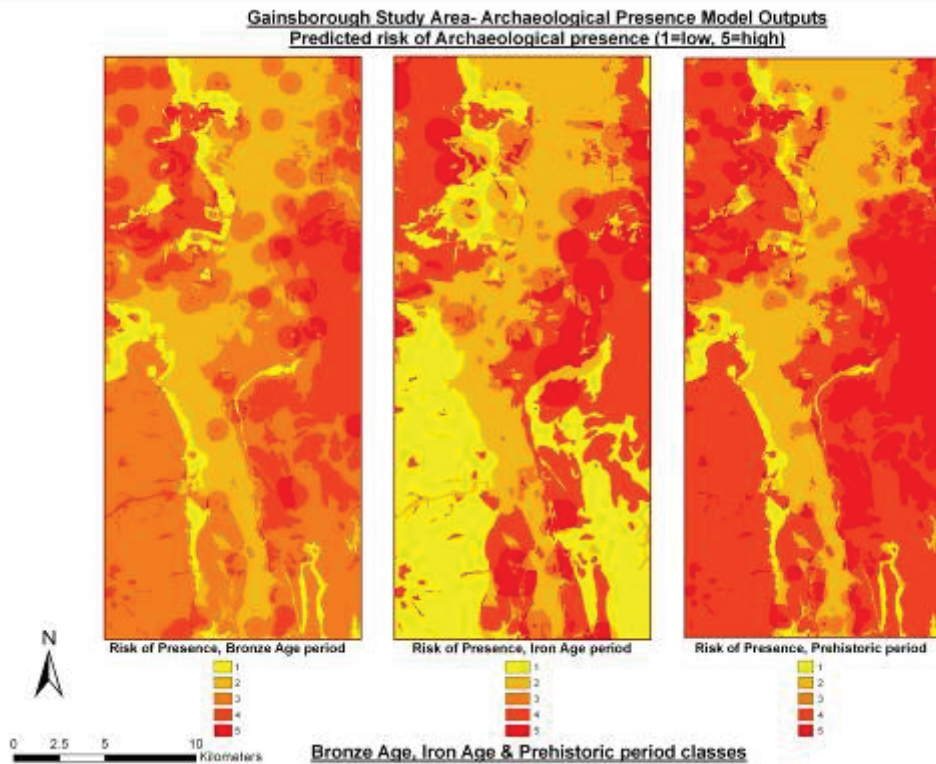 Gainsborough Study Area- Archaeological Presence Model Outputs
Predicted risk of Archaeological presence (1=low, 5=high)
Risk of Presence, Bronze Age period
1
2
3
4
5
Risk of Presence, Iron Age period
1
2
3
4
5
Risk of Presence, Prehistoric period
1
2
3
4
5
N
0 2.5 5 10
Kilometers
Bronze Age, Iron Age & Prehistoric period classes